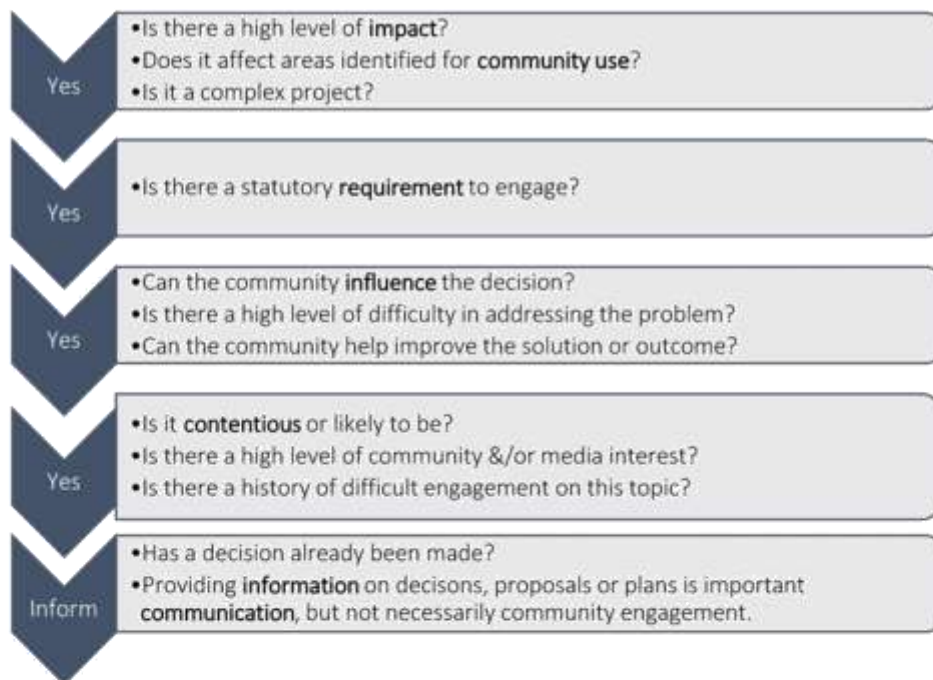 Yes
•Is there a high level of impact?
•Does it affect areas identified for community use?
•Is it a complex project?
Yes
•Is there a statutory requirement to engage?
Yes
•Can the community influence the decision?
•Is there a high level of difficulty in addressing the problem?
•Can the community help improve the solution or outcome?
Yes
•Is it contentious or likely to be?
•Is there a high level of community &/or media interest?
•Is there a history of difficult engagement on this topic?
Inform
•Has a decision already been made?
•Providing information on decisons, proposals or plans is important
communication, but not necessarily community engagement.